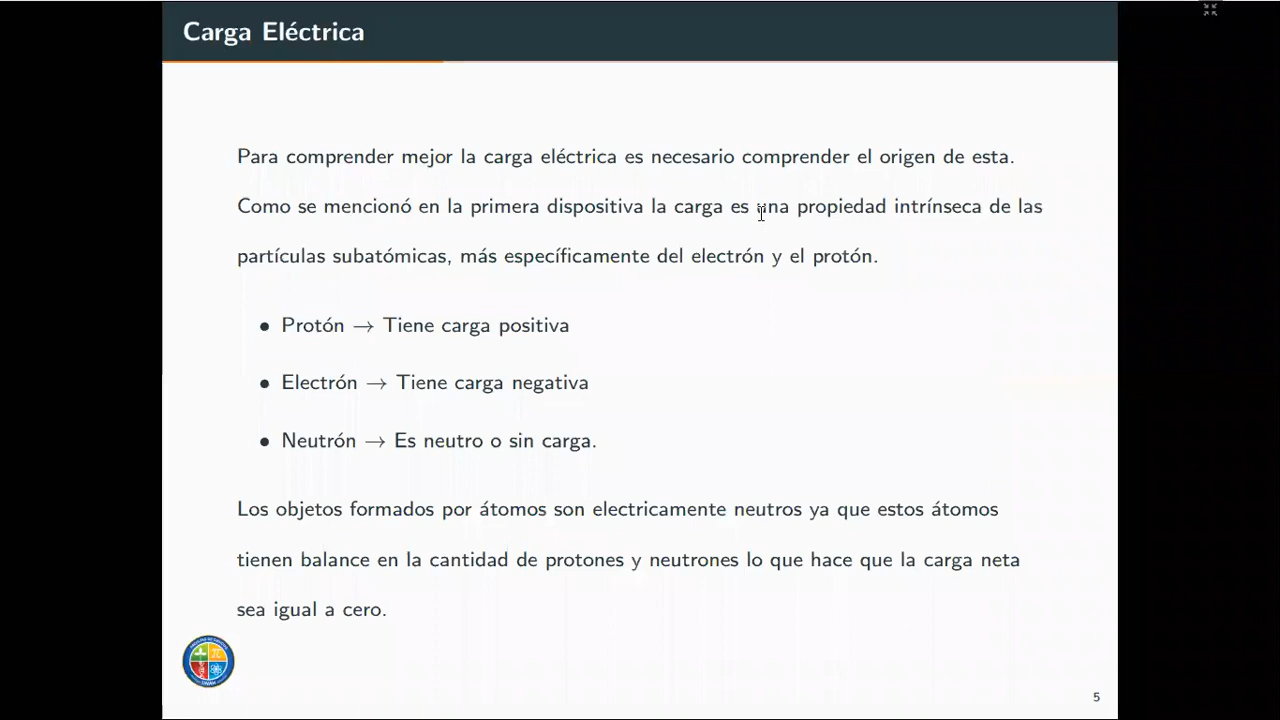 Carga Eléctrica
Para comprender mejor la carga eléctrica es necesario comprender el origen de esta.
Como se mencionó en la primera dispositiva la carga es una propiedad intrínseca de las
partículas subatómicas, más específicamente del electrón y el protón.
• Protón → Tiene carga positiva
• Electrón → Tiene carga negativa
• Neutrón → Es neutro o sin carga.
Los objetos formados por átomos son electricamente neutros ya que estos átomos
tienen balance en la cantidad de protones y neutrones lo que hace que la carga neta
sea igual a cero.
5